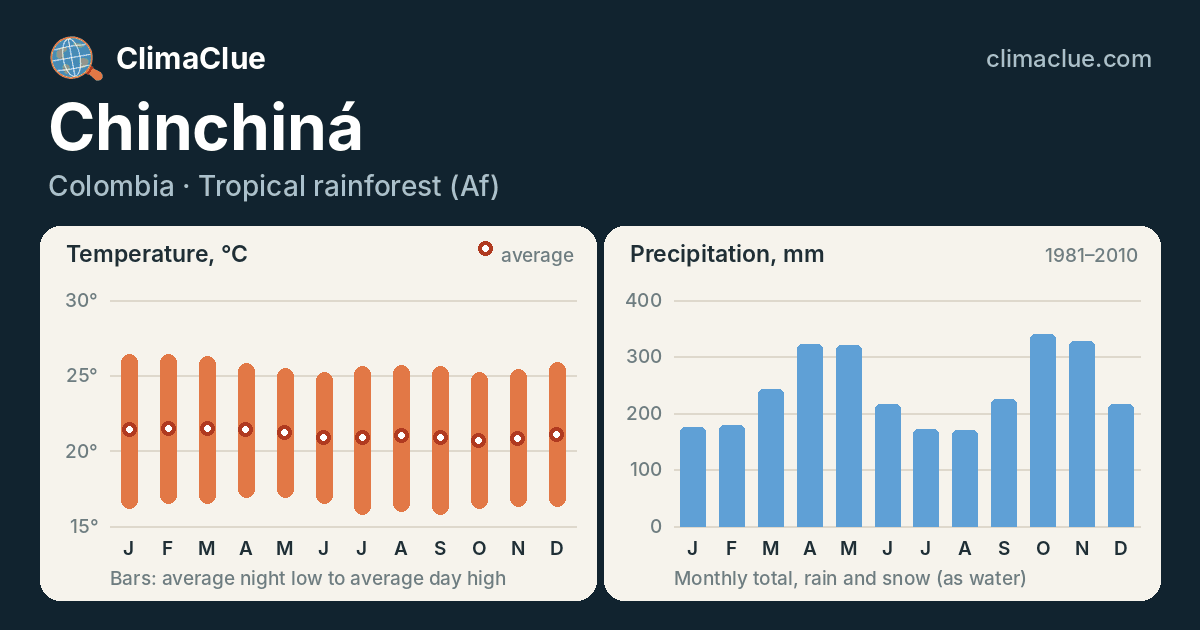 ClimaClue
climaclue.com
Chinchiná
Colombia · Tropical rainforest (Af)
Temperature, °C
average
30°
25°
20°
15°
J F M A M J J A S O N D
Bars: average night low to average day high
Precipitation, mm
1981–2010
400
300
200
100
0
J F M A M J J A S O N D
Monthly total, rain and snow (as water)